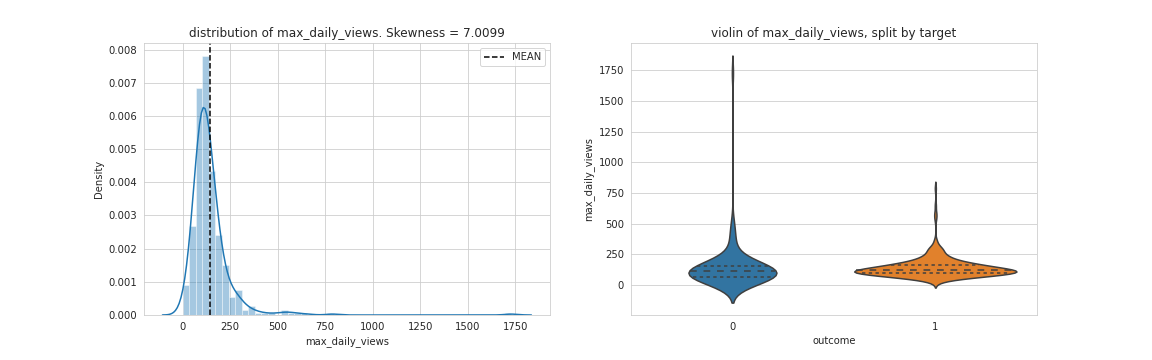 distribution of max_daily_views. Skewness = 7.0099
MEAN
0.008
0.007
0.006
0.005
0.004
0.003
0.002
0.001
0.000
Density
0 250 500 750 1000 1250 1500 1750
max_daily_views
violin of max_daily_views, split by target
1750
1500
1250
1000
750
500
250
0
max_daily_views
0 1
outcome